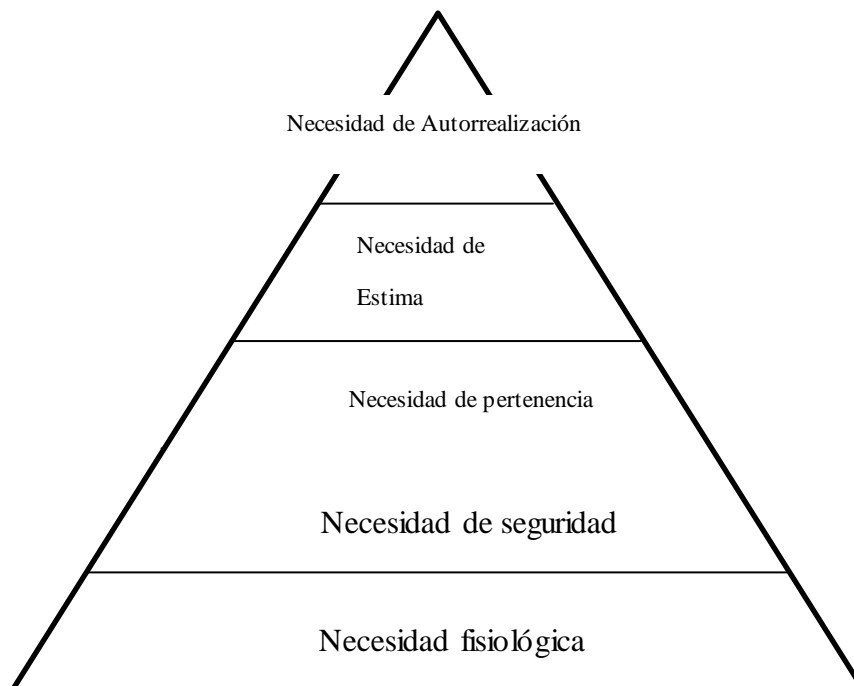 Necesidad de Autorrealización
Necesidad de
Estima
Necesidad de pertenencia
Necesidad de seguridad
Necesidad fisiológica